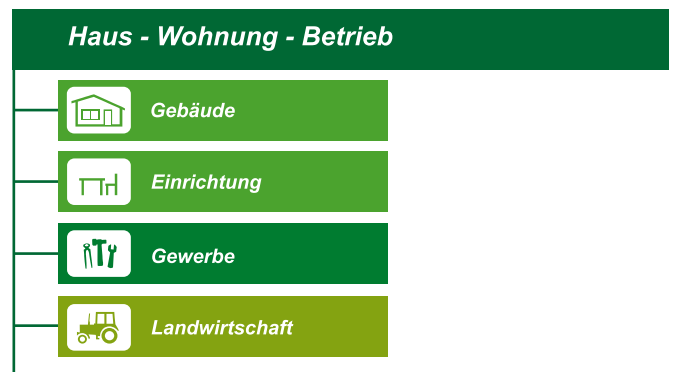 Haus - Wohnung - Betrieb
Gebäude
Einrichtung
Gewerbe
Landwirtschaft